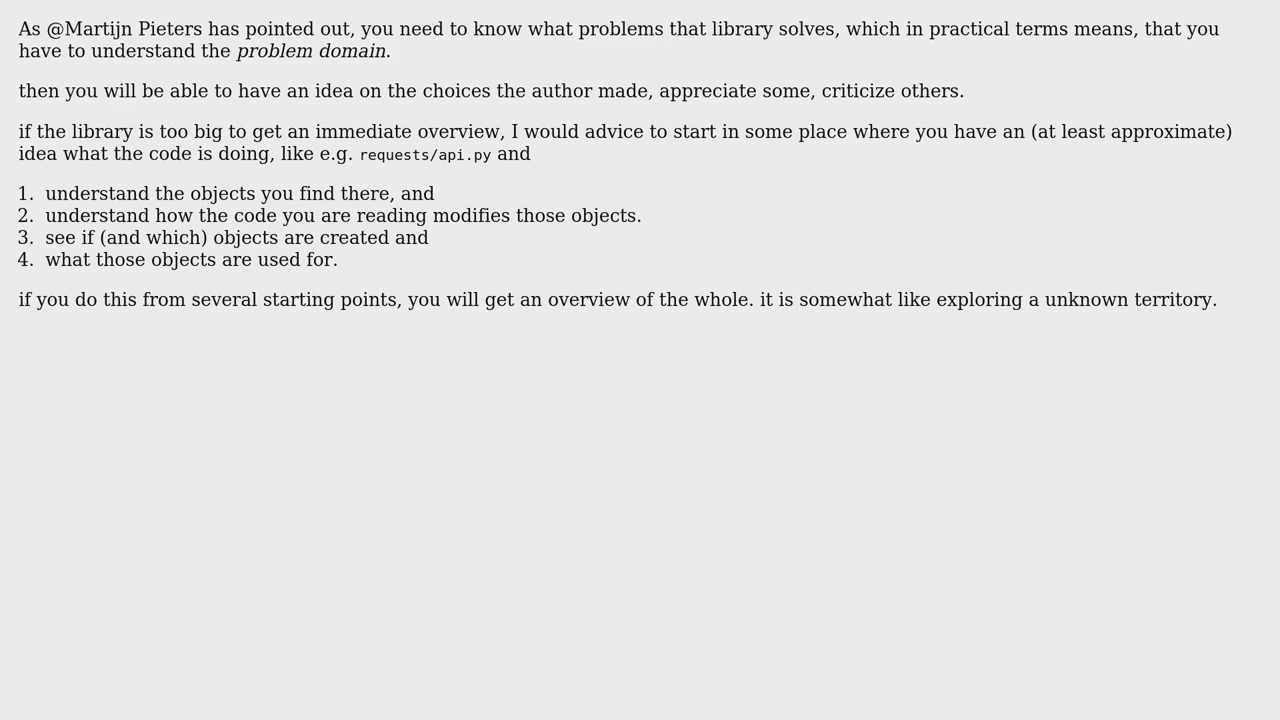 As @Martijn Pieters has pointed out, you need to know what problems that library solves, which in practical terms means, that you
have to understand the problem domain.
then you will be able to have an idea on the choices the author made, appreciate some, criticize others.
if the library is too big to get an immediate overview, I would advice to start in some place where you have an (at least approximate)
idea what the code is doing, like e.g. requests/api.py and
1. understand the objects you find there, and
2. understand how the code you are reading modifies those objects.
3. see if (and which) objects are created and
4. what those objects are used for.
if you do this from several starting points, you will get an overview of the whole. it is somewhat like exploring a unknown territory.